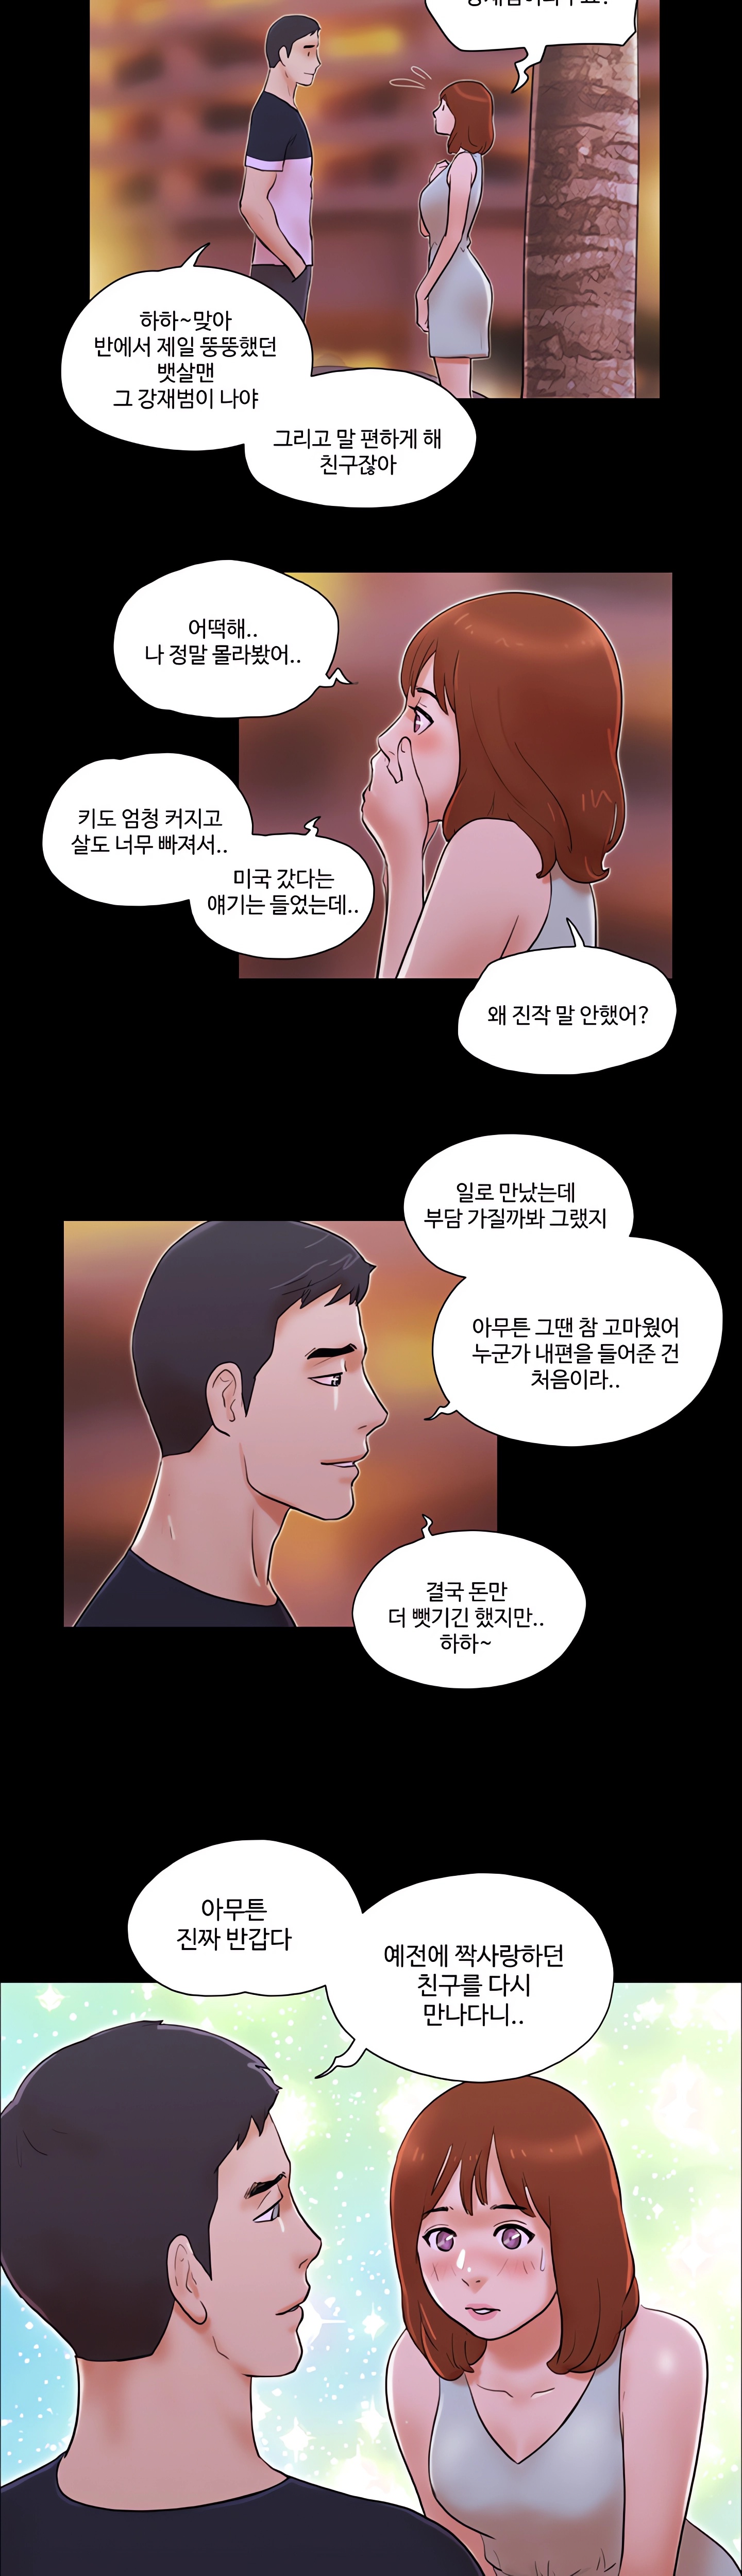 하하~맞아
반에서 제일 뚱뚱했던
뱃살맨
그 강재범이 나야
그리고 말 편하게 해
친구잖아
어떡해..
나 정말 몰라봤어..
키도 엄청 커지고
살도 너무 빠져서..
미국 갔다는
얘기는 들었는데..
왜 진작 말 안했어?
일로 만났는데
부담 가질까봐 그랬지
아무튼 그땐 참 고마웠어
누군가 내편을 들어준 건
처음이라..
결국 돈만
더 뺏기긴 했지만..
하하~
아무튼
진짜 반갑다
예전에 짝사랑하던
친구를 다시
만나다니..